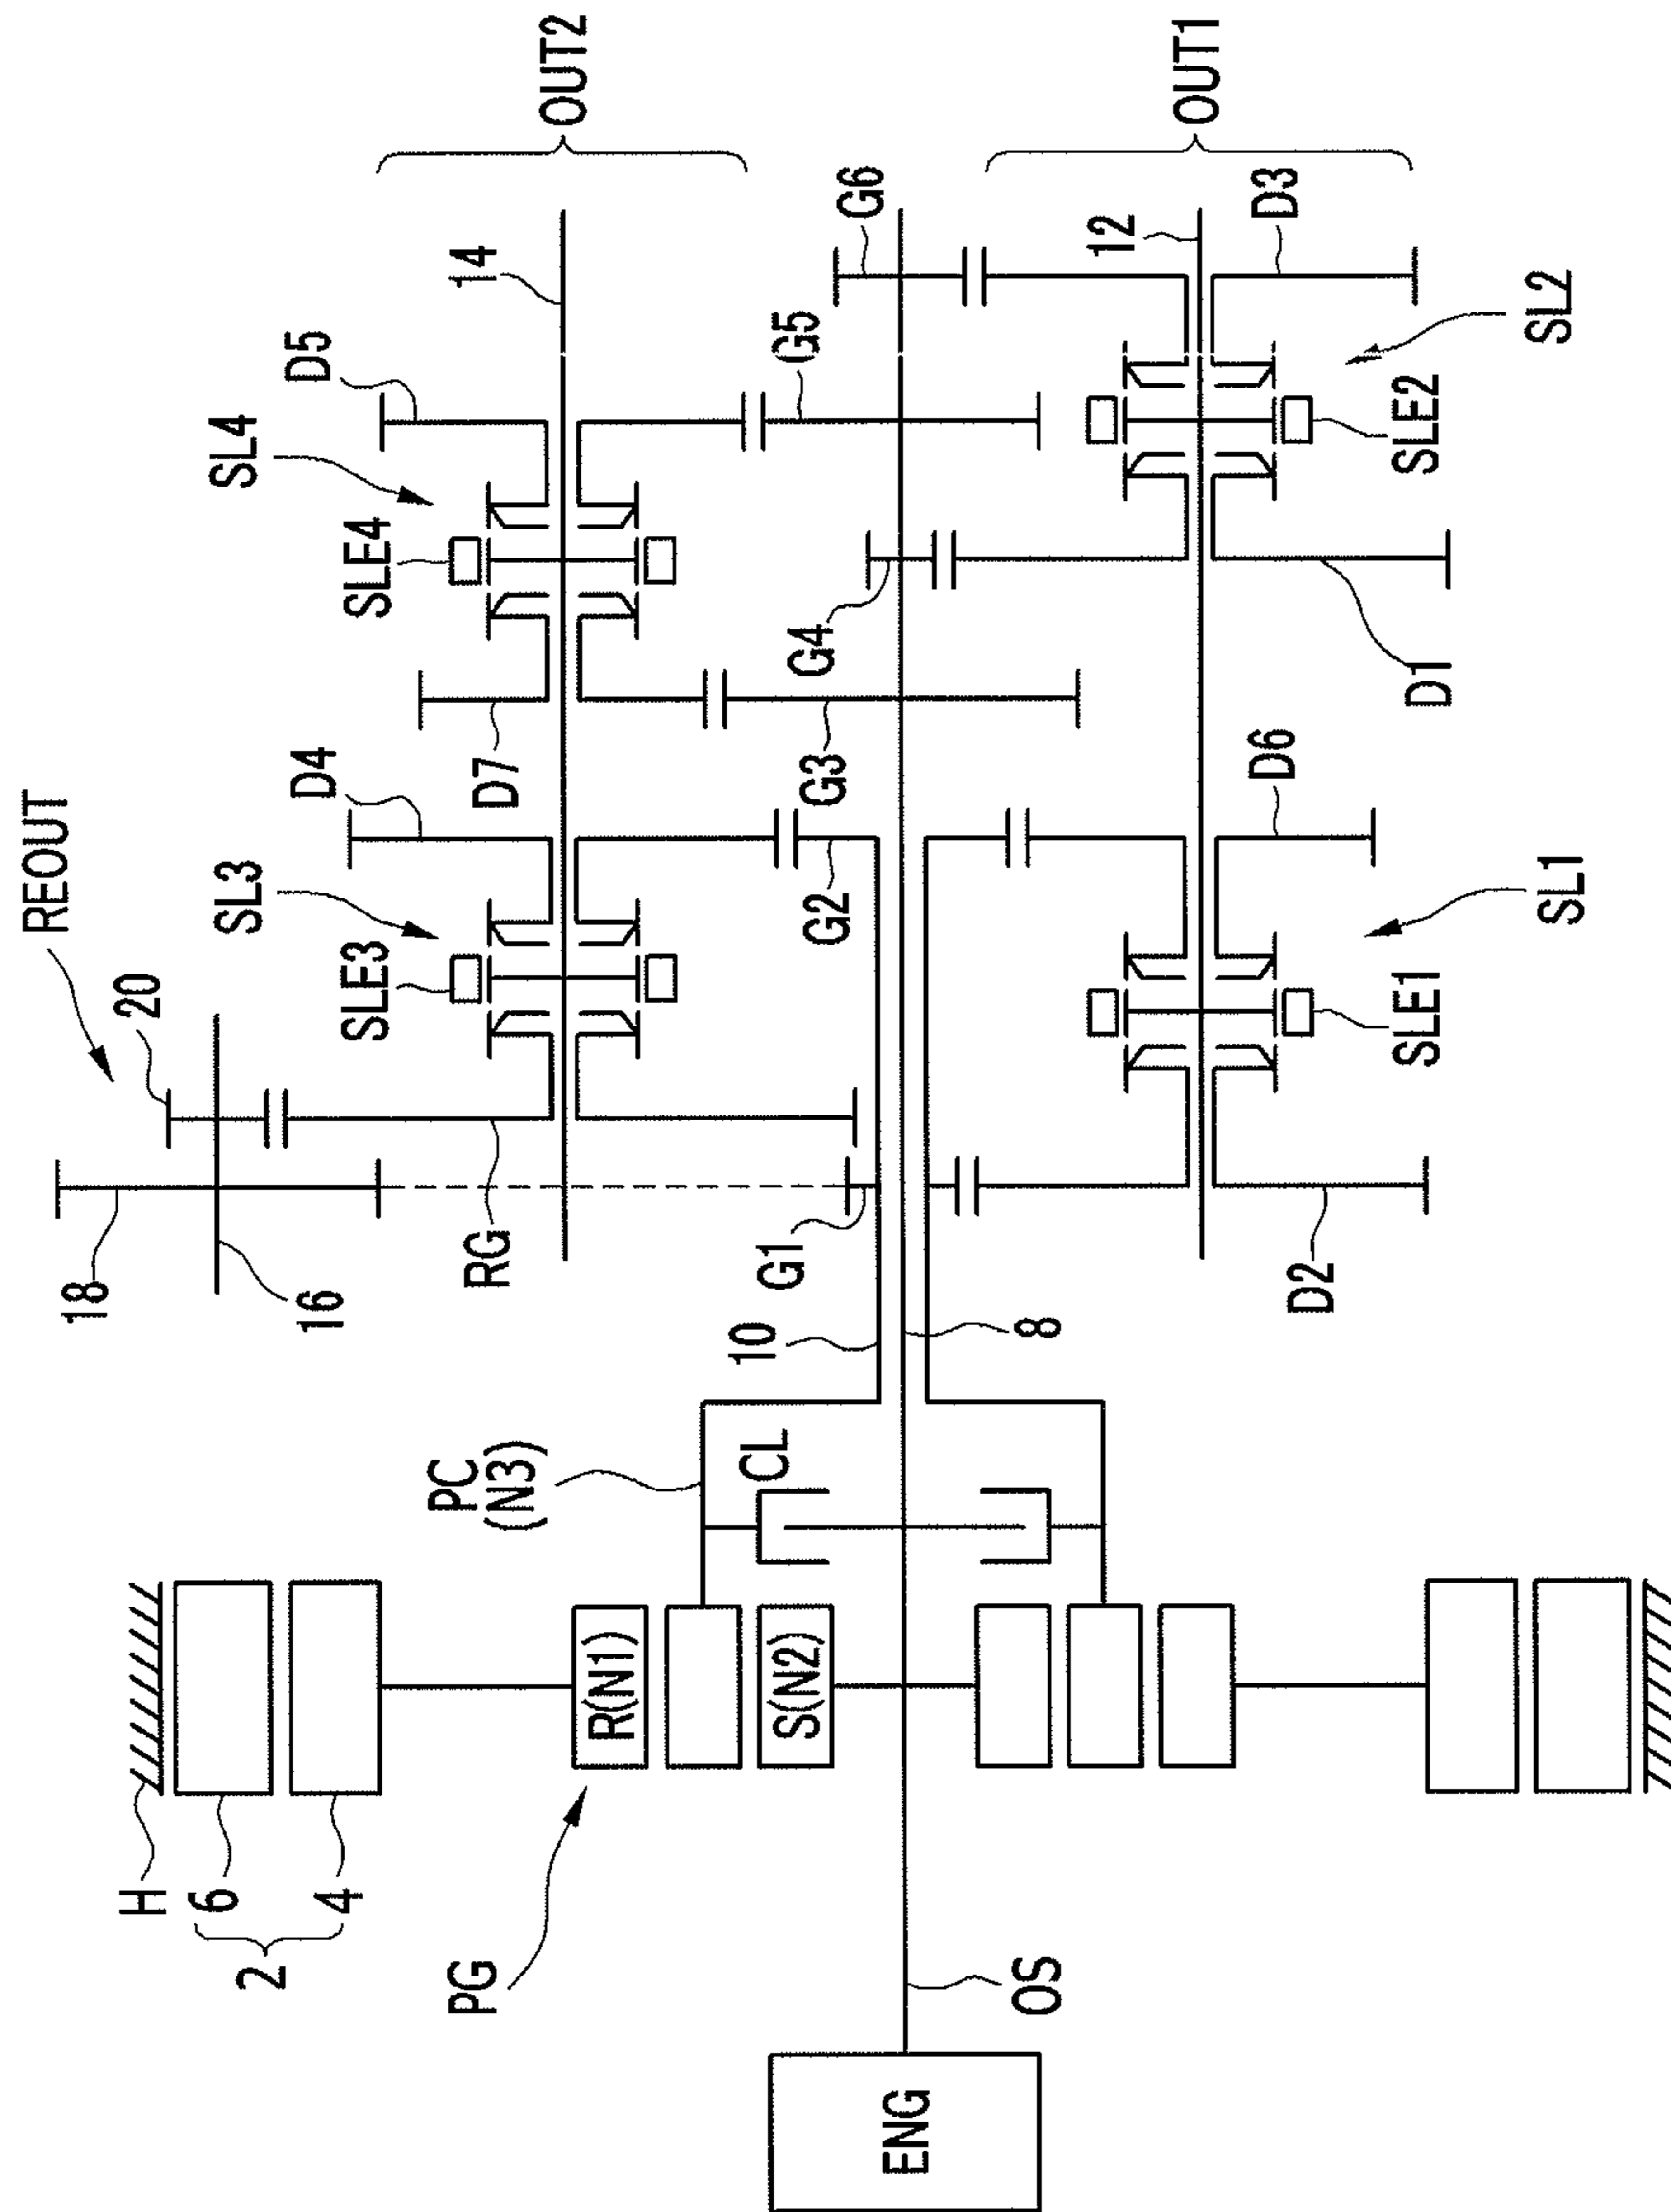 REOUT
OUT2
OUT1
18
20
16
RG
SL3
SLE3
D4
D7
SL4
SLE4
D5
14
G1
G2
G3
G4
G5
G6
10
8
12
D2
D6
D1
D3
SLE1
SL1
SLE2
SL2
PC
(N3)
CL
H
6
4
2
R(N1)
S(N2)
PG
OS
ENG